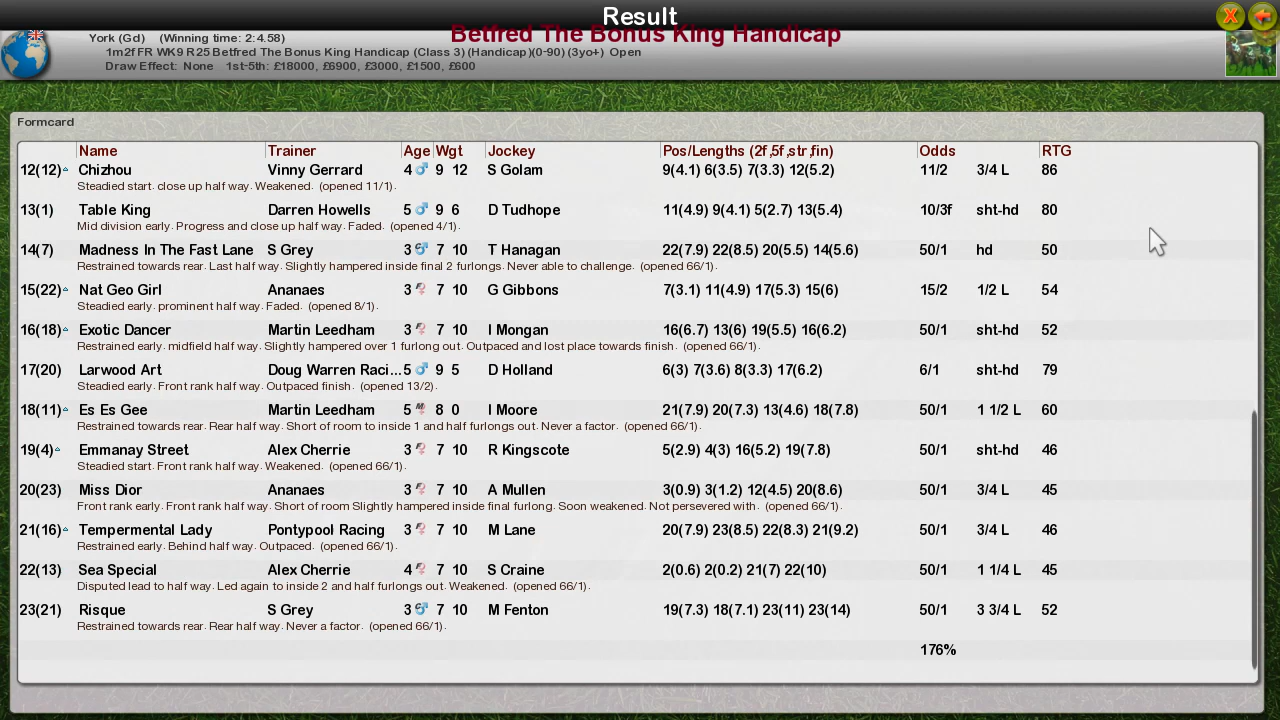 Result
Betfred The Bonus King Handicap
York (Gd) (Winning time: 2:4.58)
1m2f FR WK9 R25 Betfred The Bonus King Handicap (Class 3) (Handicap)(0-90) (3yo+) Open
Draw Effect: None 1st-5th: £18000, £6900, £3000, £1500, £600
Formcard
Name Trainer Age Wgt Jockey Pos/Lengths (2f,5f,str,fin) Odds RTG
12(12) Chizhou Vinny Gerrard 4 9 12 S Golam 9(4.1) 6(3.5) 7(3.3) 12(5.2) 11/2 3/4 L 86
Steadied start. close up half way. Weakened. (opened 11/1).
13(1) Table King Darren Howells 5 9 6 D Tudhope 11(4.9) 9(4.1) 5(2.7) 13(5.4) 10/3f sht-hd 80
Mid division early. Progress and close up half way. Faded. (opened 4/1).
14(7) Madness In The Fast Lane S Grey 3 7 10 T Hanagan 22(7.9) 22(8.5) 20(5.5) 14(5.6) 50/1 hd 50
Restrained towards rear. Last half way. Slightly hampered inside final 2 furlongs. Never able to challenge. (opened 66/1).
15(22) Nat Geo Girl Ananaes 3 7 10 G Gibbons 7(3.1) 11(4.9) 17(5.3) 15(6) 15/2 1/2 L 54
Steadied early. prominent half way. Faded. (opened 8/1).
16(18) Exotic Dancer Martin Leedham 3 7 10 I Mongan 16(6.7) 13(6) 19(5.5) 16(6.2) 50/1 sht-hd 52
Restrained early. midfield half way. Slightly hampered over 1 furlong out. Outpaced and lost place towards finish. (opened 66/1).
17(20) Larwood Art Doug Warren Raci... 5 9 5 D Holland 6(3) 7(3.6) 8(3.3) 17(6.2) 6/1 sht-hd 79
Steadied early. Front rank half way. Outpaced finish. (opened 13/2).
18(11) Es Es Gee Martin Leedham 5 8 0 I Moore 21(7.9) 20(7.3) 13(4.6) 18(7.8) 50/1 1 1/2 L 60
Restrained towards rear. Rear half way. Short of room to inside 1 and half furlongs out. Never a factor. (opened 66/1).
19(4) Emmanay Street Alex Cherrie 3 7 10 R Kingscote 5(2.9) 4(3) 16(5.2) 19(7.8) 50/1 sht-hd 46
Steadied start. Front rank half way. Weakened. (opened 66/1).
20(23) Miss Dior Ananaes 3 7 10 A Mullen 3(0.9) 3(1.2) 12(4.5) 20(8.6) 50/1 3/4 L 45
Front rank early. Front rank half way. Short of room Slightly hampered inside final furlong. Soon weakened. Not persevered with. (opened 66/1).
21(16) Tempermental Lady Pontypool Racing 3 7 10 M Lane 20(7.9) 23(8.5) 22(8.3) 21(9.2) 50/1 3/4 L 46
Restrained early. Behind half way. Outpaced. (opened 66/1).
22(13) Sea Special Alex Cherrie 4 7 10 S Craine 2(0.6) 2(0.2) 21(7) 22(10) 50/1 1 1/4 L 45
Disputed lead to half way. Led again to inside 2 and half furlongs out. Weakened. (opened 66/1).
23(21) Risque S Grey 3 7 10 M Fenton 19(7.3) 18(7.1) 23(11) 23(14) 50/1 3 3/4 L 52
Restrained towards rear. Rear half way. Never a factor. (opened 66/1).
176%